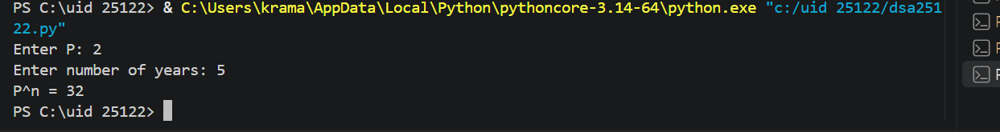 PS C:\uid 25122> & C:\Users\krama\AppData\Local\Python\pythoncore-3.14-64\python.exe "c:/uid 25122/dsa251
22.py"
Enter P: 2
Enter number of years: 5
P^n = 32
PS C:\uid 25122>